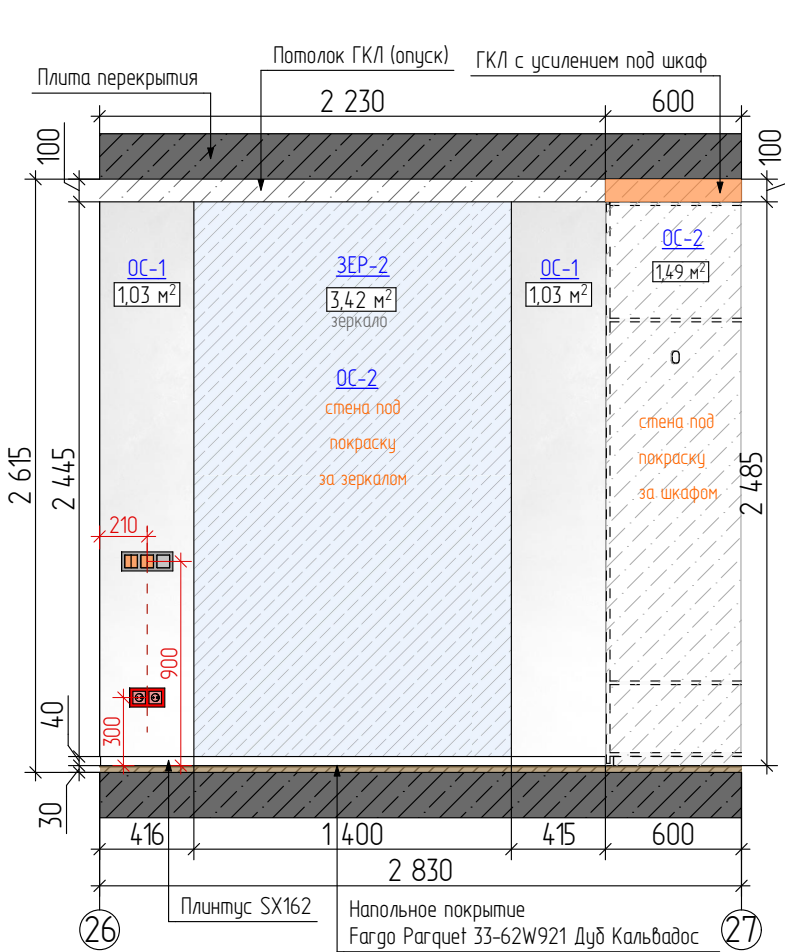 Потолок ГКЛ (опуск)
ГКЛ с усилением под шкаф
Плита перекрытия
2 230
600
100
100
ОС-1
1,03 м²
ЗЕР-2
3,42 м²
зеркало
ОС-1
1,03 м²
ОС-2
1,49 м²
ОС-2
стена под
покраску
за зеркалом
стена под
покраску
за шкафом
2 615
2 445
2 485
210
900
300
40
30
416
1 400
415
600
2 830
Плинтус SX162
Напольное покрытие
Fargo Parquet 33-62W921 Дуб Кальвадос
26
27